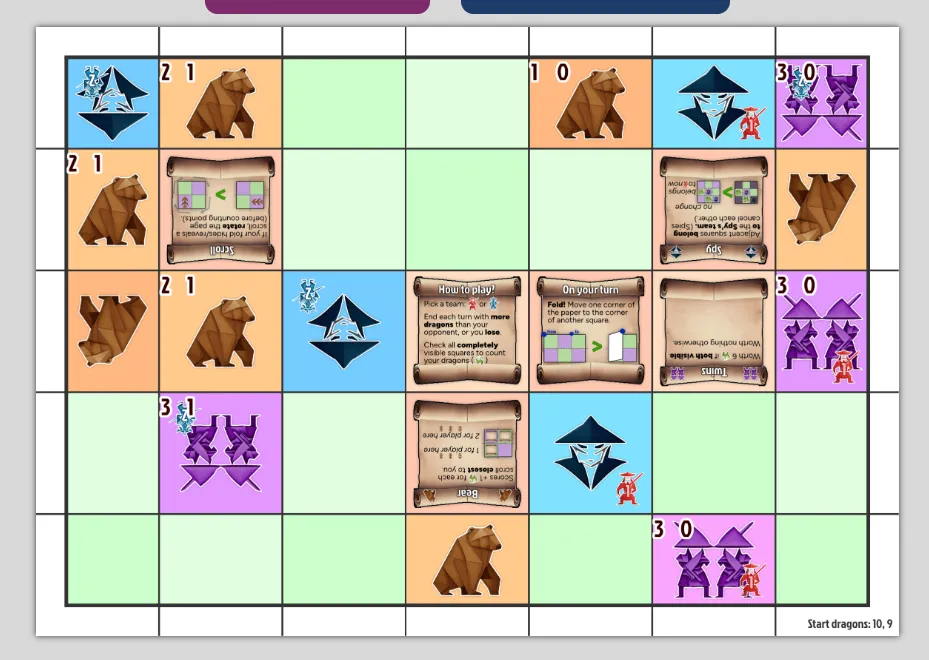 2 1
1 0
3 0
2 1
Scroll
If your fold hides/reveals a
scroll, rotate the page
(before counting points).
<
Spy
Adjacent squares belong
to the Spy's team. (Spies
cancel each other.)
no change
belongs
to now
<
2 1
How to play!
Pick a team: or
End each turn with more
dragons than your
opponent, or you lose.
Check all completely
visible squares to count
your dragons ( )
On your turn
Fold! Move one corner of
the paper to the corner
of another square.
>
Twins
Worth 6 if both visible
Worth nothing otherwise.
3 0
3 1
Bear
Scores +1 for each
scroll closest to you
1 for player here
2 for player here
3 0
Start dragons: 10, 9